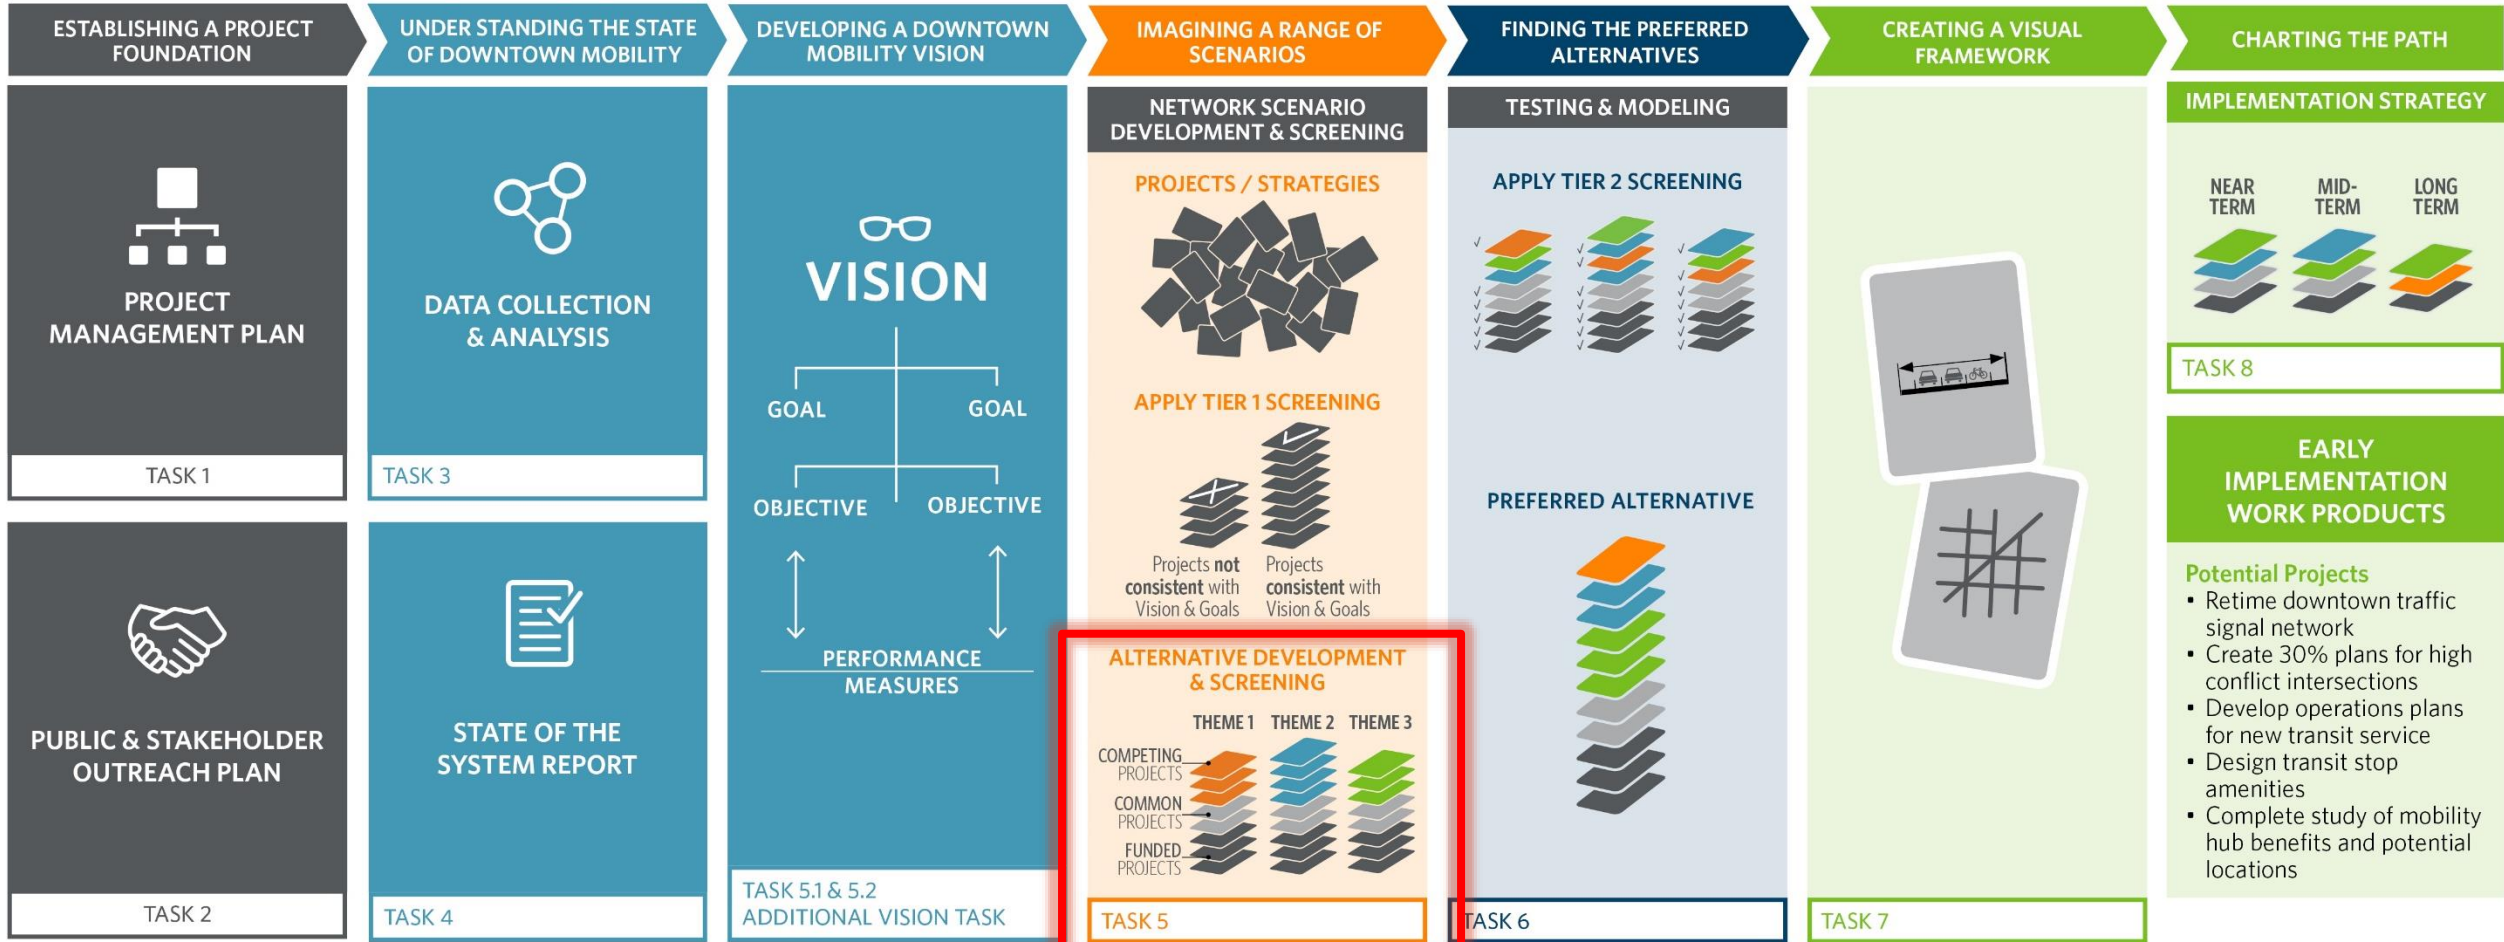 ESTABLISHING A PROJECT
FOUNDATION
UNDER STANDING THE STATE
OF DOWNTOWN MOBILITY
DEVELOPING A DOWNTOWN
MOBILITY VISION
IMAGINING A RANGE OF
SCENARIOS
FINDING THE PREFERRED
ALTERNATIVES
CREATING A VISUAL
FRAMEWORK
CHARTING THE PATH
PROJECT
MANAGEMENT PLAN
TASK 1
PUBLIC & STAKEHOLDER
OUTREACH PLAN
TASK 2
DATA COLLECTION
& ANALYSIS
TASK 3
STATE OF THE
SYSTEM REPORT
TASK 4
VISION
GOAL
GOAL
OBJECTIVE
OBJECTIVE
PERFORMANCE
MEASURES
TASK 5.1 & 5.2
ADDITIONAL VISION TASK
NETWORK SCENARIO
DEVELOPMENT & SCREENING
PROJECTS / STRATEGIES
APPLY TIER 1 SCREENING
Projects not
consistent with
Vision & Goals
Projects
consistent with
Vision & Goals
ALTERNATIVE DEVELOPMENT
& SCREENING
THEME 1
THEME 2
THEME 3
COMPETING
PROJECTS
COMMON
PROJECTS
FUNDED
PROJECTS
TASK 5
TESTING & MODELING
APPLY TIER 2 SCREENING
PREFERRED ALTERNATIVE
TASK 6
TASK 7
IMPLEMENTATION STRATEGY
NEAR
TERM
MID-
TERM
LONG
TERM
TASK 8
EARLY
IMPLEMENTATION
WORK PRODUCTS
Potential Projects
▪ Retime downtown traffic
signal network
▪ Create 30% plans for high
conflict intersections
▪ Develop operations plans
for new transit service
▪ Design transit stop
amenities
▪ Complete study of mobility
hub benefits and potential
locations